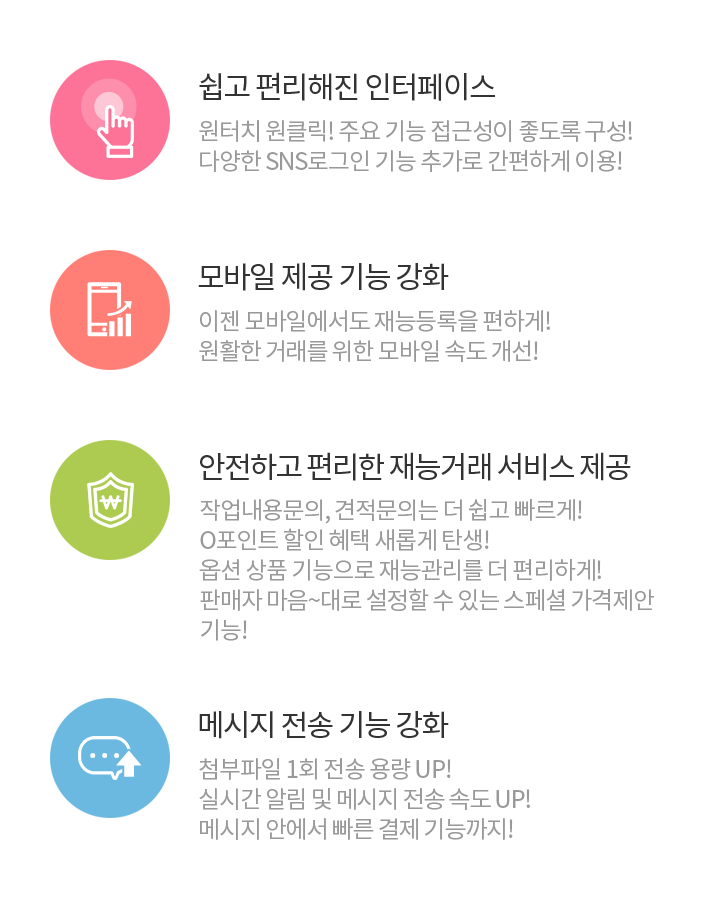 쉽고 편리해진 인터페이스
원터치 원클릭! 주요 기능 접근성이 좋도록 구성!
다양한 SNS로그인 기능 추가로 간편하게 이용!
모바일 제공 기능 강화
이젠 모바일에서도 재능등록을 편하게!
원활한 거래를 위한 모바일 속도 개선!
안전하고 편리한 재능거래 서비스 제공
작업내용문의, 견적문의는 더 쉽고 빠르게!
O포인트 할인 혜택 새롭게 탄생!
옵션 상품 기능으로 재능관리를 더 편리하게!
판매자 마음~대로 설정할 수 있는 스페셜 가격제안
기능!
메시지 전송 기능 강화
첨부파일 1회 전송 용량 UP!
실시간 알림 및 메시지 전송 속도 UP!
메시지 안에서 빠른 결제 기능까지!